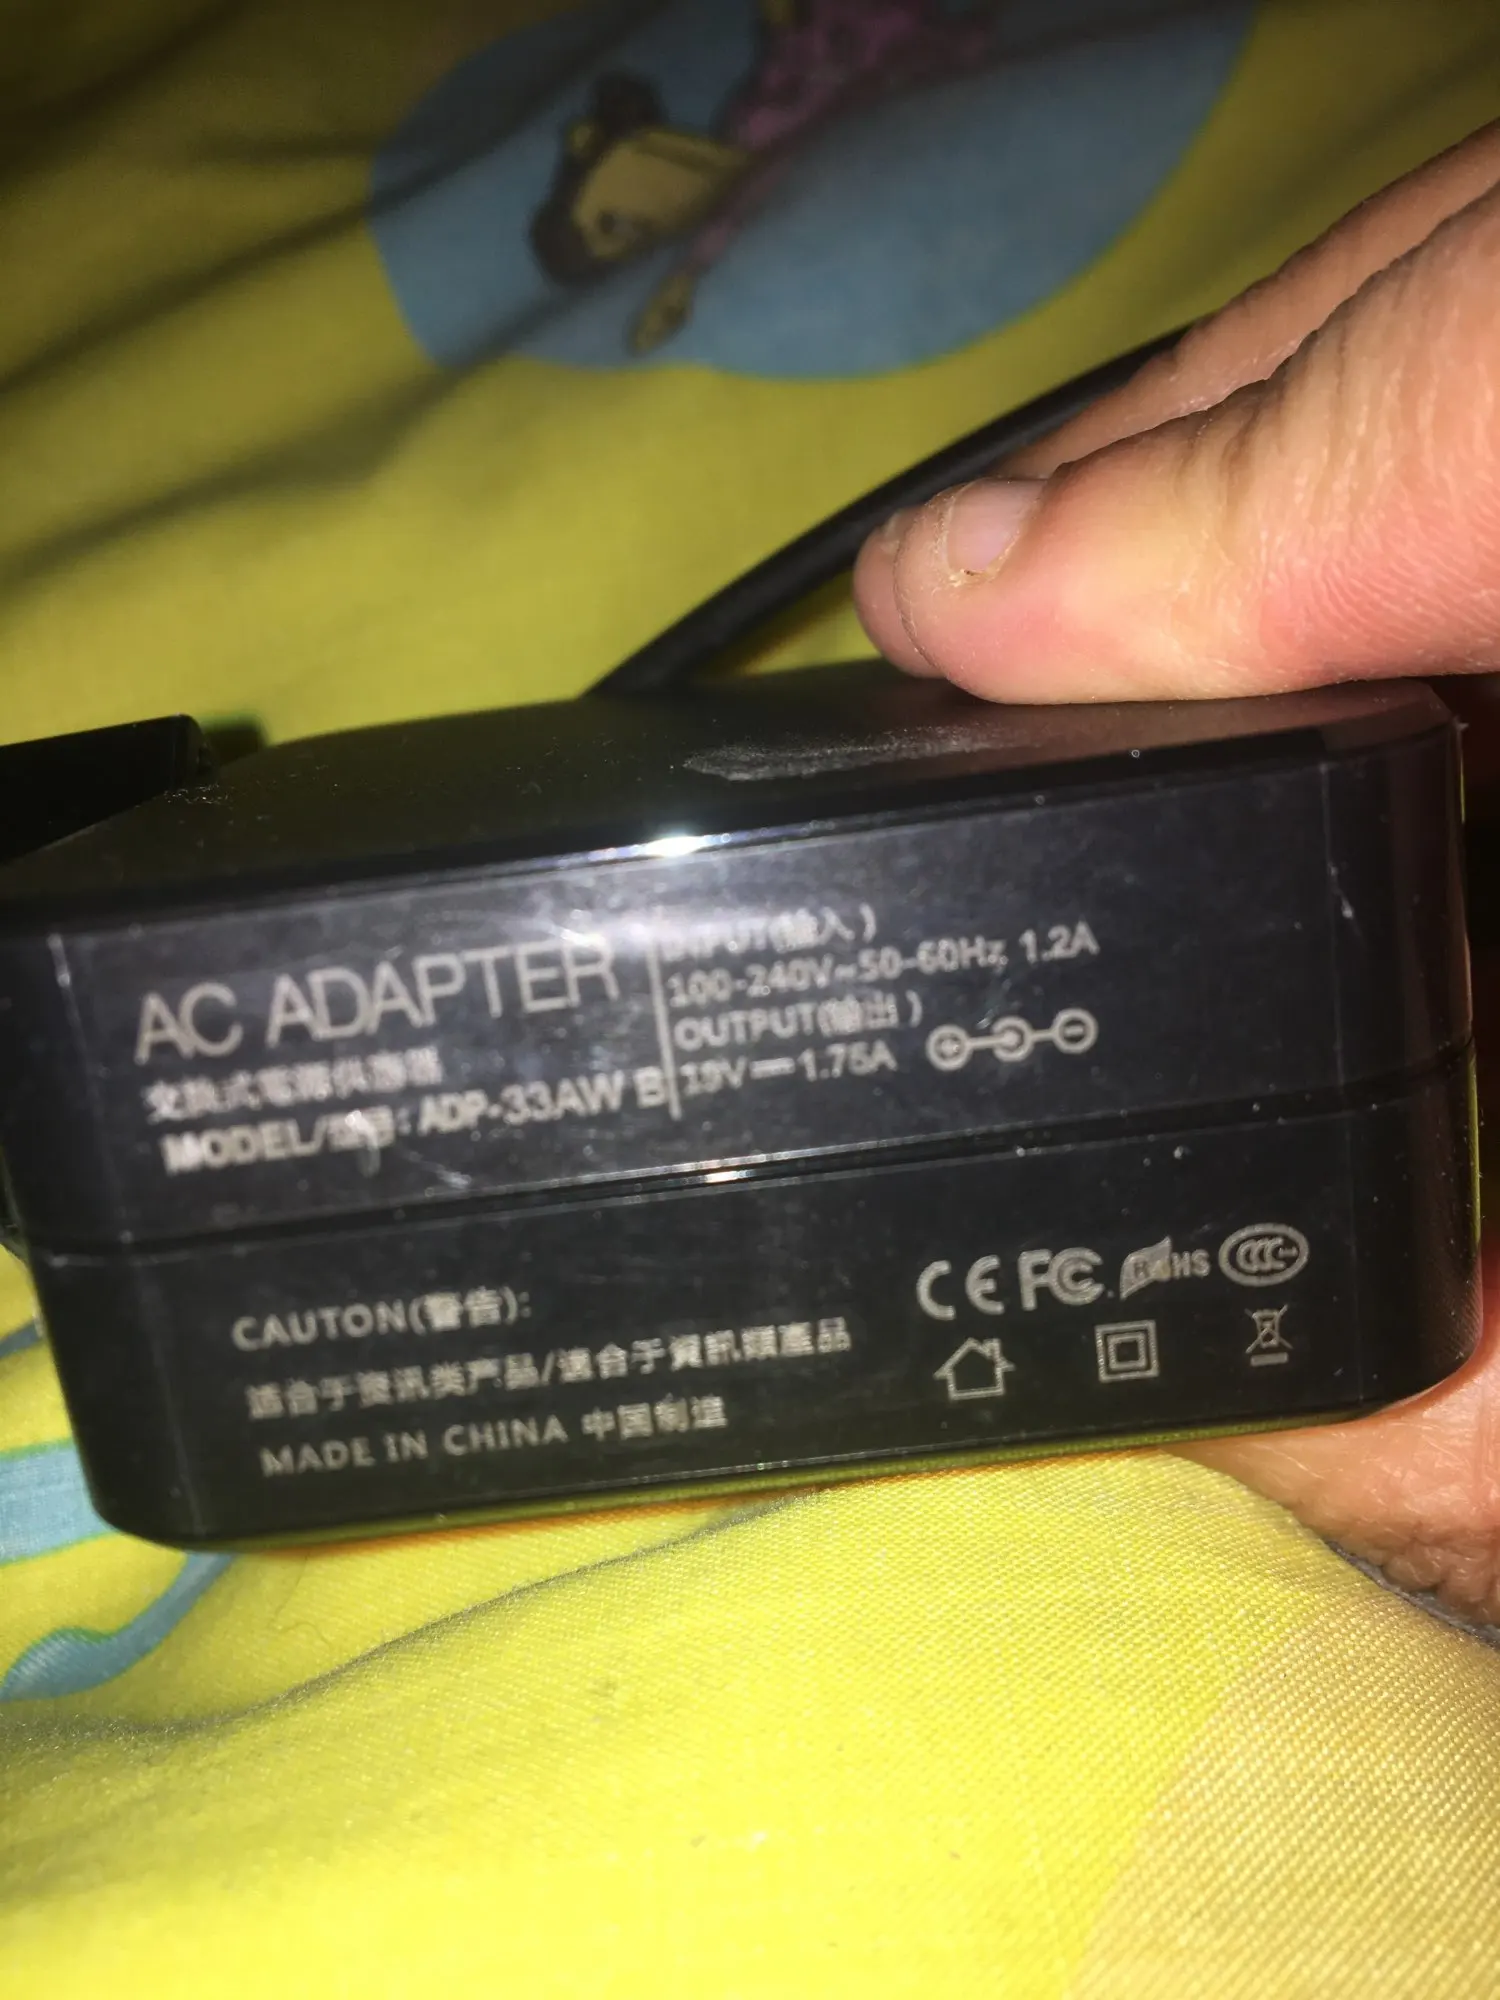 AC ADAPTER
交換式電源供應器
MODEL/型号: ADP-33AW B
INPUT(輸入)
100-240V~50-60Hz 1.2A
OUTPUT(輸出)
19V⎓1.75A
CAUTON(警告):
适合于资讯类产品/適合于資訊類產品
MADE IN CHINA 中国制造
CE FC RoHS CCC